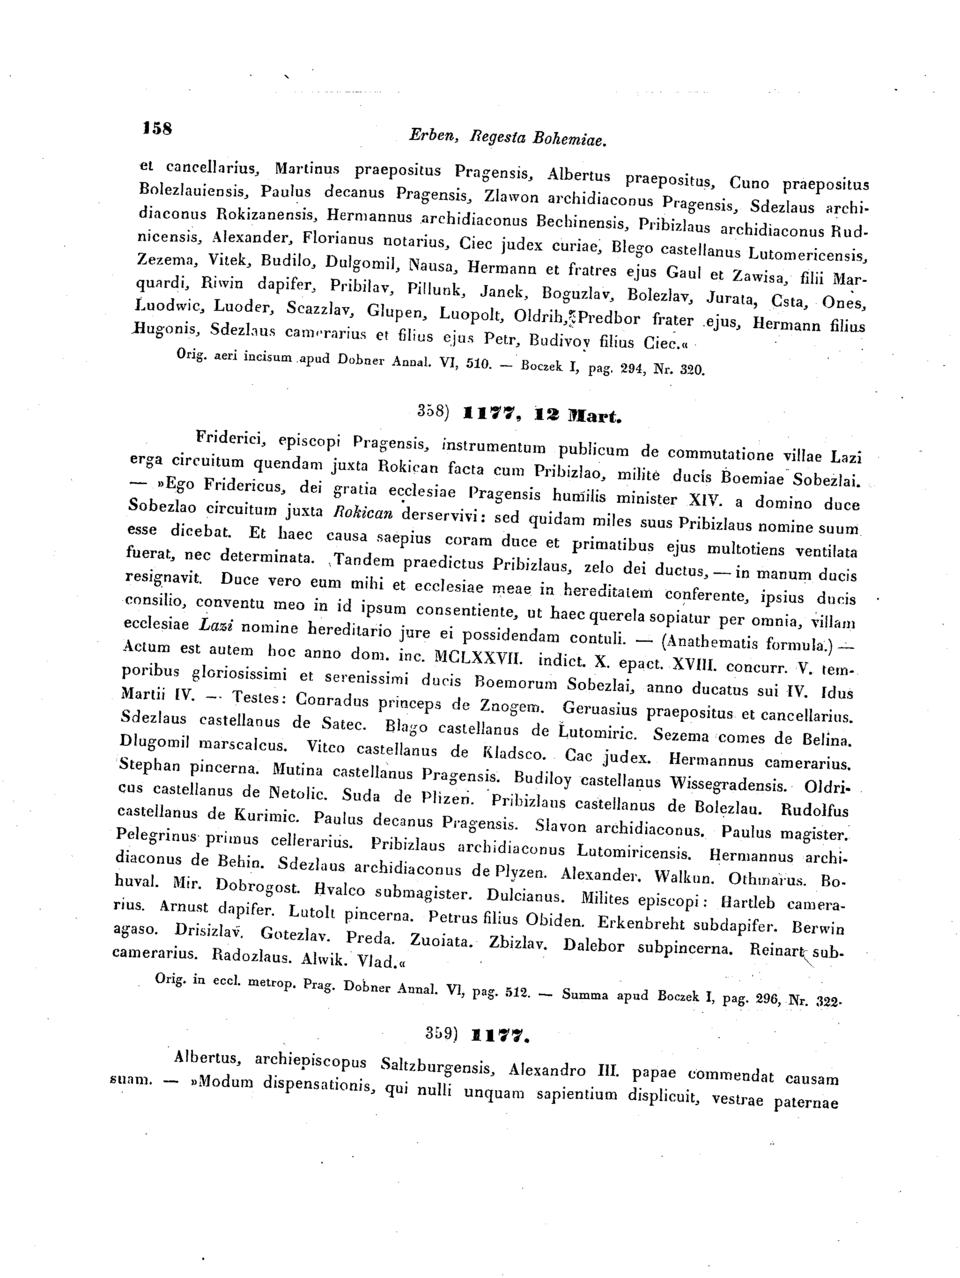 158
Erben, Regesta Bohemiae.
et cancellarius, Martinus praepositus Pragensis, Albertus praepositus, Cuno praepositus
Bolezlauiensis, Paulus decanus Pragensis, Zlawon archidiaconus Pragensis, Sdezlaus archi-
diaconus Rokizanensis, Hermannus archidiaconus Bechinensis, Pribizlaus archidiaconus Rud-
nicensis, Alexander, Florianus notarius, Ciec judex curiae, Blego castellanus Lutomericensis,
Zezema, Vitek, Budilo, Dulgomil, Nausa, Hermann et fratres ejus Gaul et Zawisa, filii Mar-
quardi, Riwin dapifer, Pribilav, Pillunk, Janek, Boguzlav, Bolezlav, Jurata, Csta, Ones,
Luodwic, Luoder, Scazzlav, Glupen, Luopolt, Oldrih, Predbor frater ejus, Hermann filius
Hugonis, Sdezlaus camerarius et filius ejus Petr, Budivoy filius Ciec.«
Orig. aeri incisum apud Dobner Annal. VI, 510. — Boczek I, pag. 294, Nr. 320.
358) 1177, 12 Mart.
Friderici, episcopi Pragensis, instrumentum publicum de commutatione villae Lazi
erga circuitum quendam juxta Rokican facta cum Pribizlao, milite ducis Boemiae Sobezlai.
— »Ego Fridericus, dei gratia ecclesiae Pragensis humilis minister XIV. a domino duce
Sobezlao circuitum juxta Rokican derservivi: sed quidam miles suus Pribizlaus nomine suum
esse dicebat. Et haec causa saepius coram duce et primatibus ejus multotiens ventilata
fuerat, nec determinata. Tandem praedictus Pribizlaus, zelo dei ductus, — in manum ducis
resignavit. Duce vero eum mihi et ecclesiae meae in hereditatem conferente, ipsius ducis
consilio, conventu meo in id ipsum consentiente, ut haec querela sopiatur per omnia, villam
ecclesiae Lazi nomine hereditario jure ei possidendam contuli. — (Anathematis formula.) —
Actum est autem hoc anno dom. inc. MCLXXVII. indict. X. epact. XVIII. concurr. V. tem-
poribus gloriosissimi et serenissimi ducis Boemorum Sobezlai, anno ducatus sui IV. Idus
Martii IV. — Testes: Conradus princeps de Znogem. Geruasius praepositus et cancellarius.
Sdezlaus castellanus de Satec. Blago castellanus de Lutomiric. Sezema comes de Belina.
Dlugomil marscalcus. Vitco castellanus de Kladsco. Cac judex. Hermannus camerarius.
Stephan pincerna. Mutina castellanus Pragensis. Budiloy castellanus Wissegradensis. Oldri-
cus castellanus de Netolic. Suda de Plizen. Pribizlaus castellanus de Bolezlau. Rudolfus
castellanus de Kurimic. Paulus decanus Pragensis. Slavon archidiaconus. Paulus magister.
Pelegrinus primus cellerarius. Pribizlaus archidiaconus Lutomiricensis. Hermannus archi-
diaconus de Behin. Sdezlaus archidiaconus de Plyzen. Alexander. Walkun. Othmarus. Bo-
huval. Mir. Dobrogost. Hvalco submagister. Dulcianus. Milites episcopi: Hartleb camera-
rius. Arnust dapifer. Lutolt pincerna. Petrus filius Obiden. Erkenbreht subdapifer. Berwin
agaso. Drisizlav. Gotezlav. Preda. Zuoiata. Zbizlav. Dalebor subpincerna. Reinart sub-
camerarius. Radozlaus. Alwik. Vlad.«
Orig. in eccl. metrop. Prag. Dobner Annal. VI, pag. 512. — Summa apud Boczek I, pag. 296, Nr. 322.
359) 1177.
Albertus, archiepiscopus Saltzburgensis, Alexandro III. papae commendat causam
suam. — »Modum dispensationis, qui nulli unquam sapientium displicuit, vestrae paternae